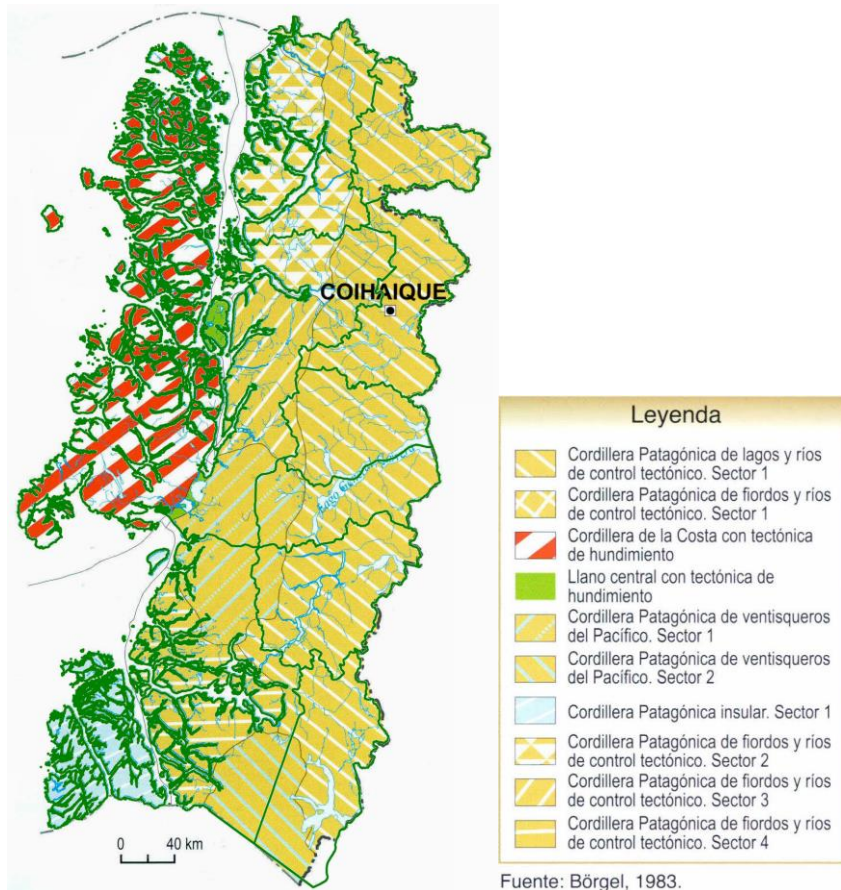 COIHAIQUE
Lago
0 40 km
Leyenda
Cordillera Patagónica de lagos y ríos
de control tectónico. Sector 1
Cordillera Patagónica de fiordos y ríos
de control tectónico. Sector 1
Cordillera de la Costa con tectónica
de hundimiento
Llano central con tectónica de
hundimiento
Cordillera Patagónica de ventisqueros
del Pacífico. Sector 1
Cordillera Patagónica de ventisqueros
del Pacífico. Sector 2
Cordillera Patagónica insular. Sector 1
Cordillera Patagónica de fiordos y ríos
de control tectónico. Sector 2
Cordillera Patagónica de fiordos y ríos
de control tectónico. Sector 3
Cordillera Patagónica de fiordos y ríos
de control tectónico. Sector 4
Fuente: Börgel, 1983.